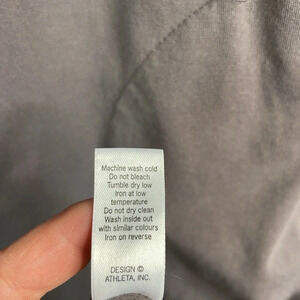 Machine wash cold
Do not bleach
Tumble dry low
Iron at low
temperature
Do not dry clean
Wash inside out
with similar colours
Iron on reverse
DESIGN ©
ATHLETA, INC.